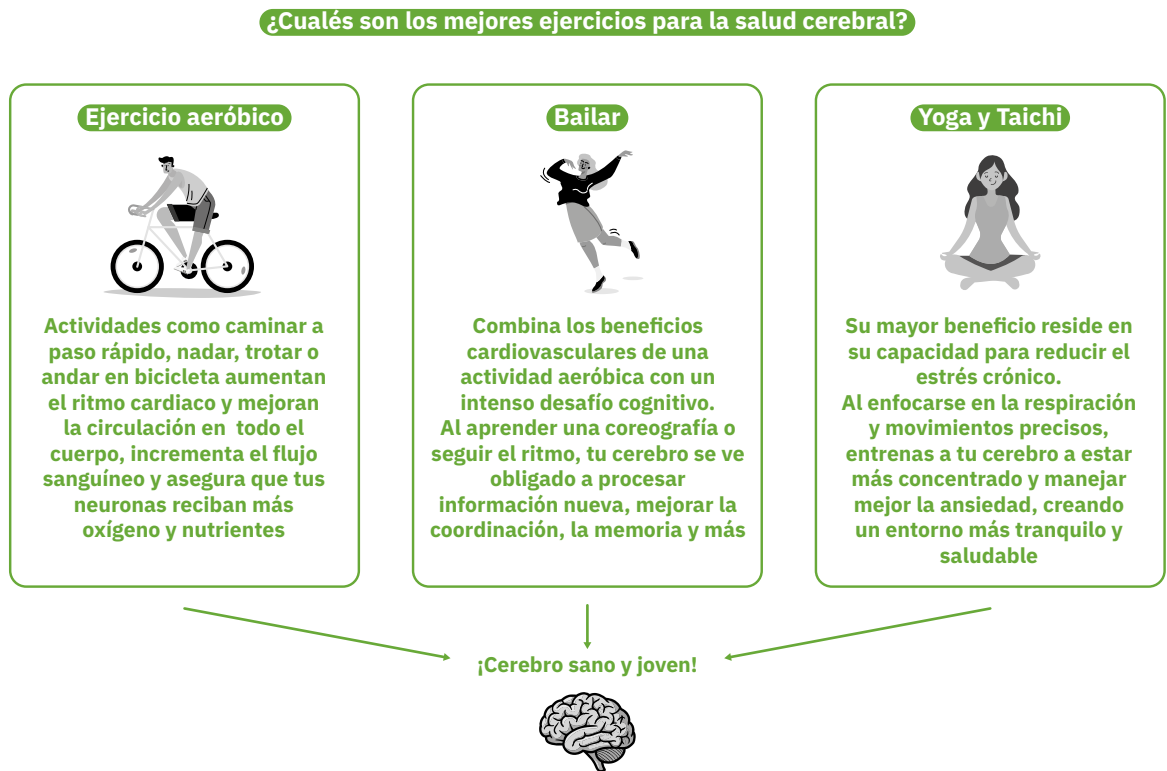 ¿Cualés son los mejores ejercicios para la salud cerebral?
Ejercicio aeróbico
Actividades como caminar a
paso rápido, nadar, trotar o
andar en bicicleta aumentan
el ritmo cardiaco y mejoran
la circulación en todo el
cuerpo, incrementa el flujo
sanguíneo y asegura que tus
neuronas reciban más
oxígeno y nutrientes
Bailar
Combina los beneficios
cardiovasculares de una
actividad aeróbica con un
intenso desafío cognitivo.
Al aprender una coreografía o
seguir el ritmo, tu cerebro se ve
obligado a procesar
información nueva, mejorar la
coordinación, la memoria y más
Yoga y Taichi
Su mayor beneficio reside en
su capacidad para reducir el
estrés crónico.
Al enfocarse en la respiración
y movimientos precisos,
entrenas a tu cerebro a estar
más concentrado y manejar
mejor la ansiedad, creando
un entorno más tranquilo y
saludable
¡Cerebro sano y joven!